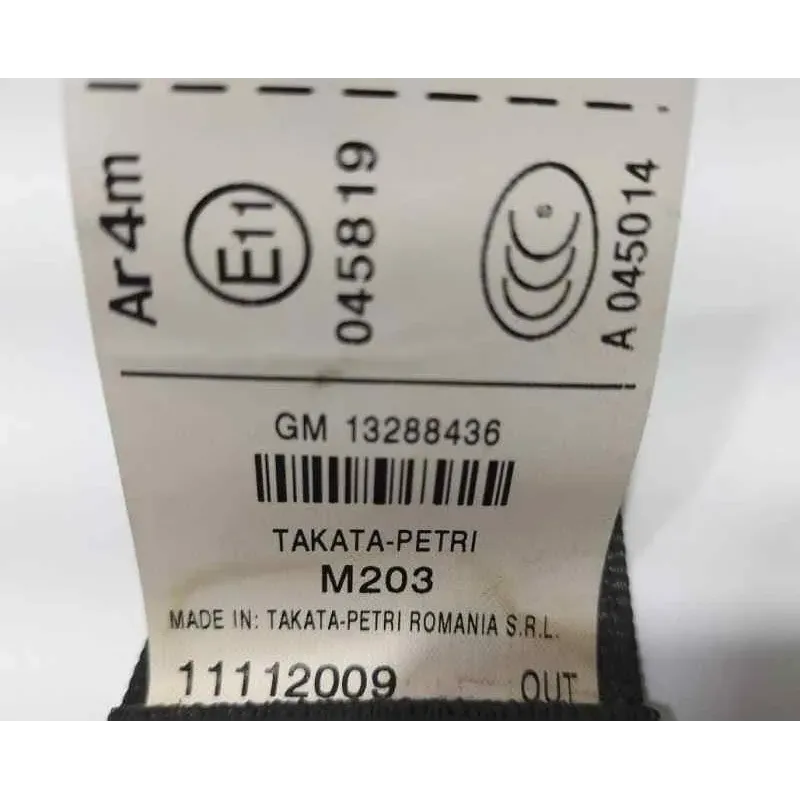 Ar4m
E11
045819
S
A 045014
GM 13288436
TAKATA-PETRI
M203
MADE IN: TAKATA-PETRI ROMANIA S.R.L.
11112009 OUT